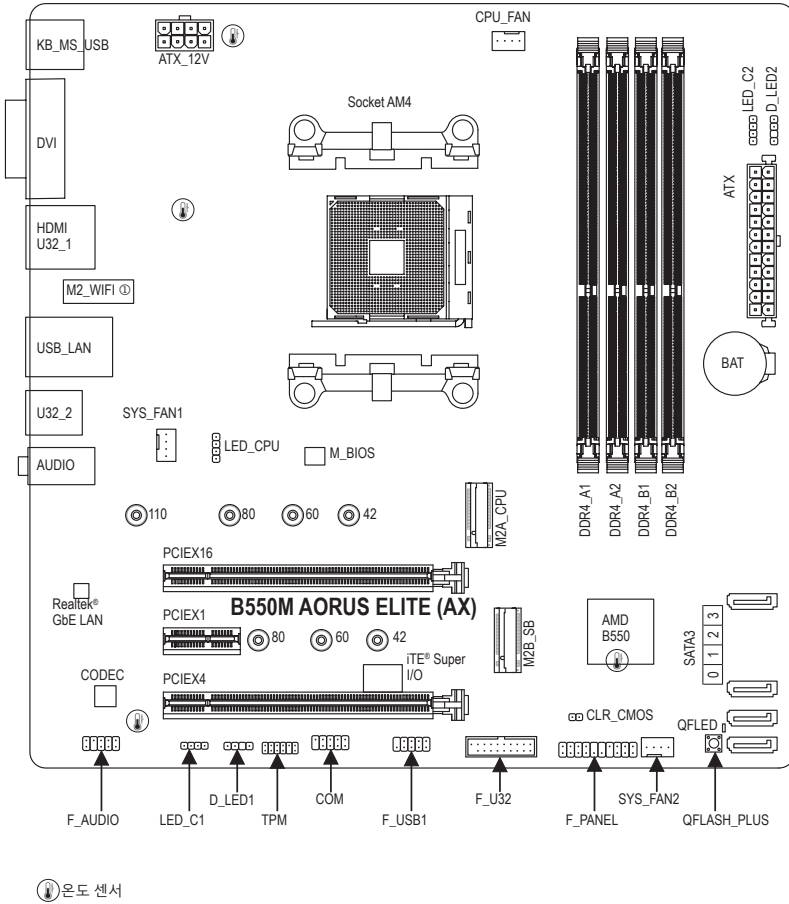 CPU_FAN
KB_MS_USB
ATX_12V
LED_C2
D_LED2
Socket AM4
DVI
ATX
HDMI
U32_1
M2_WIFI ①
USB_LAN
BAT
U32_2
SYS_FAN1
LED_CPU
M_BIOS
AUDIO
DDR4_A1
DDR4_A2
DDR4_B1
DDR4_B2
110
80
60
42
M2A_CPU
PCIEX16
B550M AORUS ELITE (AX)
Realtek®
GbE LAN
PCIEX1
80
60
42
M2B_SB
AMD
B550
SATA3
3
2
1
0
iTE® Super
I/O
CODEC
PCIEX4
CLR_CMOS
QFLED
F_AUDIO
LED_C1
D_LED1
TPM
COM
F_USB1
F_U32
F_PANEL
SYS_FAN2
QFLASH_PLUS
온도 센서